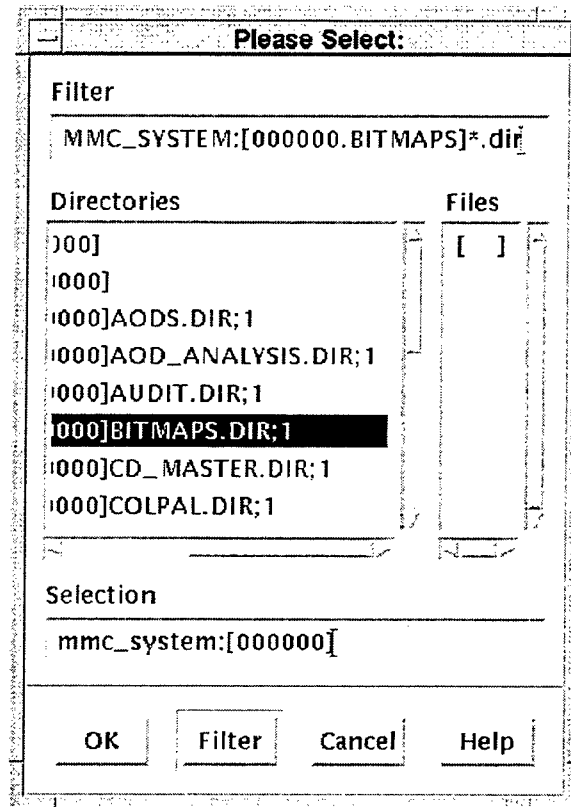 Please Select:
Filter
MMC_SYSTEM:[000000.BITMAPS]*.dir
Directories Files
000] [ ]
000]
000]AODS.DIR;1
000]AOD_ANALYSIS.DIR;1
000]AUDIT.DIR;1
000]BITMAPS.DIR;1
000]CD_MASTER.DIR;1
000]COLPAL.DIR;1
Selection
mmc_system:[000000]
OK Filter Cancel Help